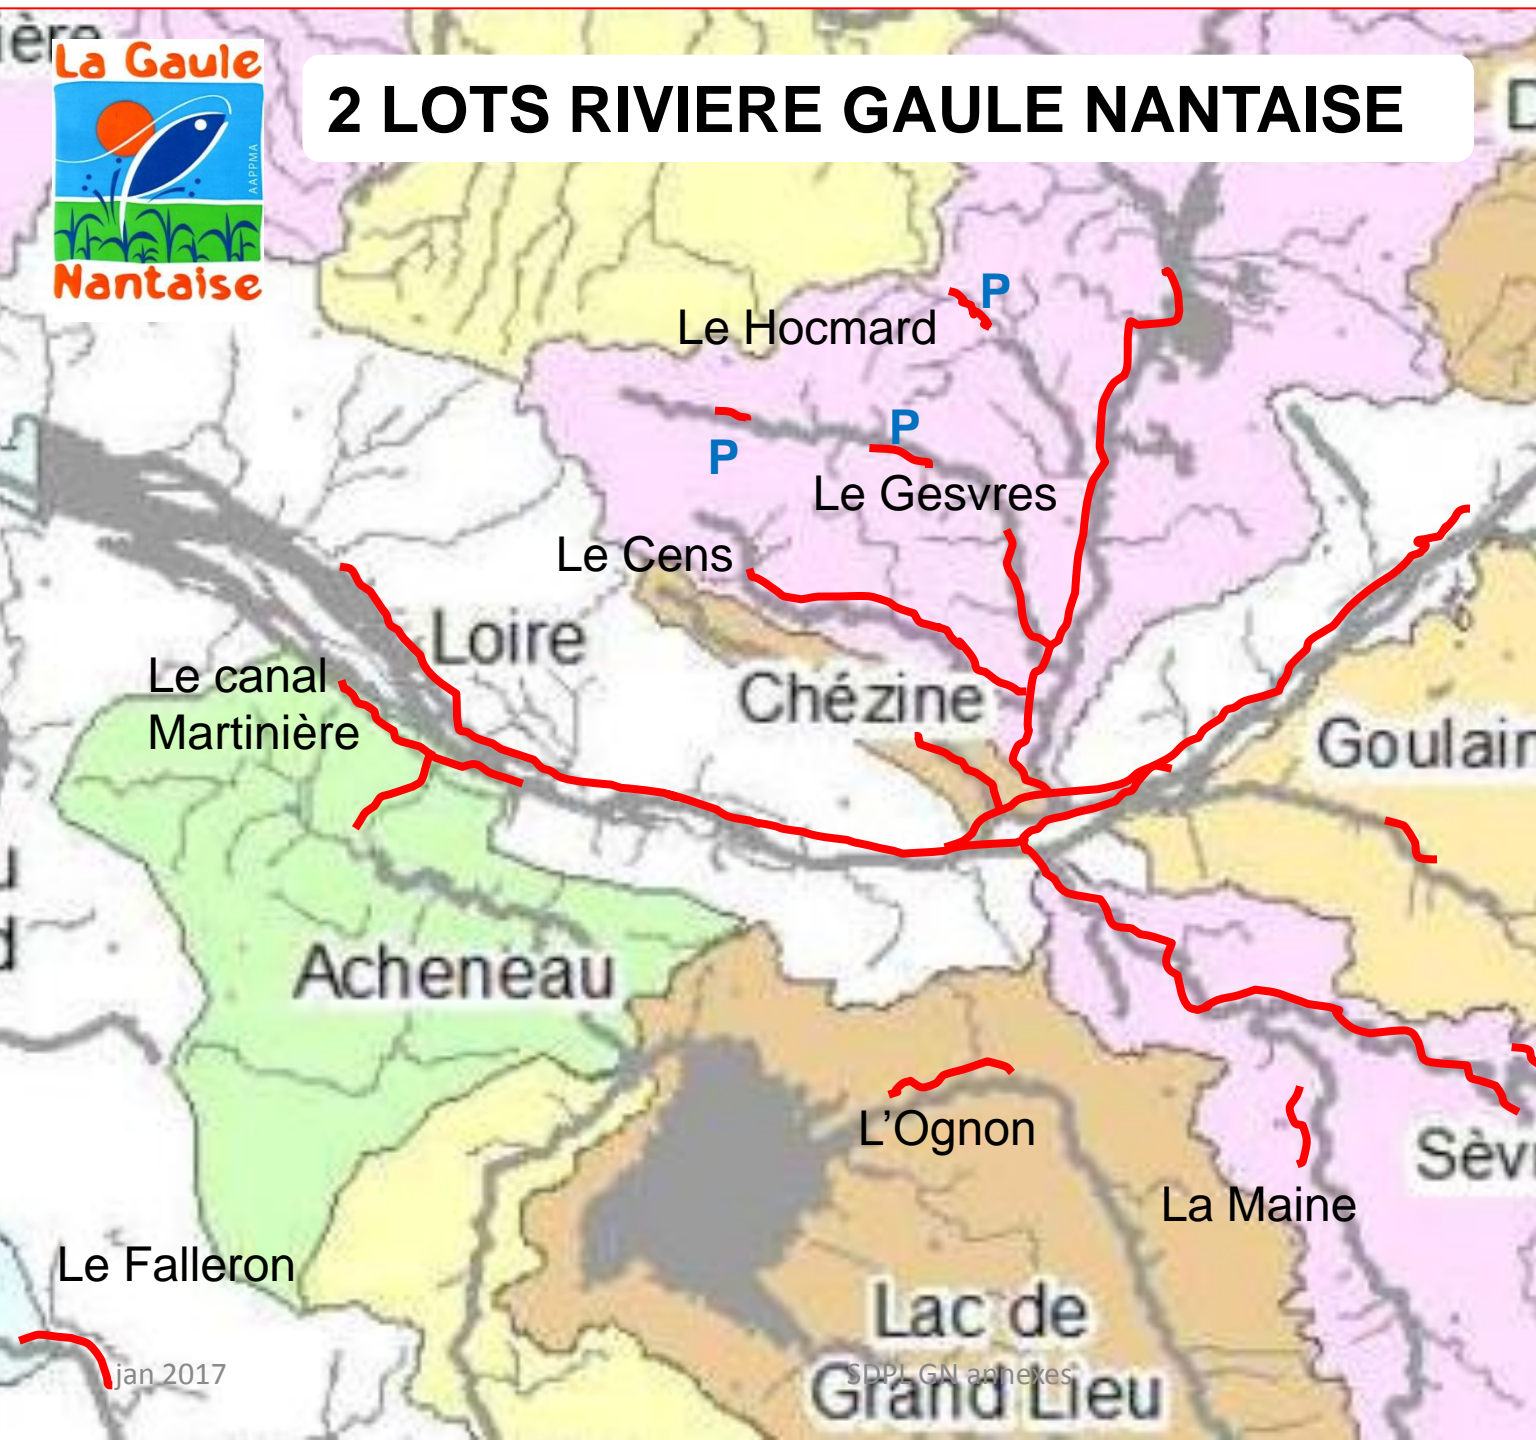 ière
La Gaule
AAPPMA
Nantaise
2 LOTS RIVIERE GAULE NANTAISE
D
P
Le Hocmard
P
P
Le Gesvres
Le Cens
Loire
Le canal
Martinière
Chézine
Goulain
u
d
Acheneau
L'Ognon
Sèv
La Maine
Le Falleron
Lac de
Grand Lieu
jan 2017
SDPL GN annexes